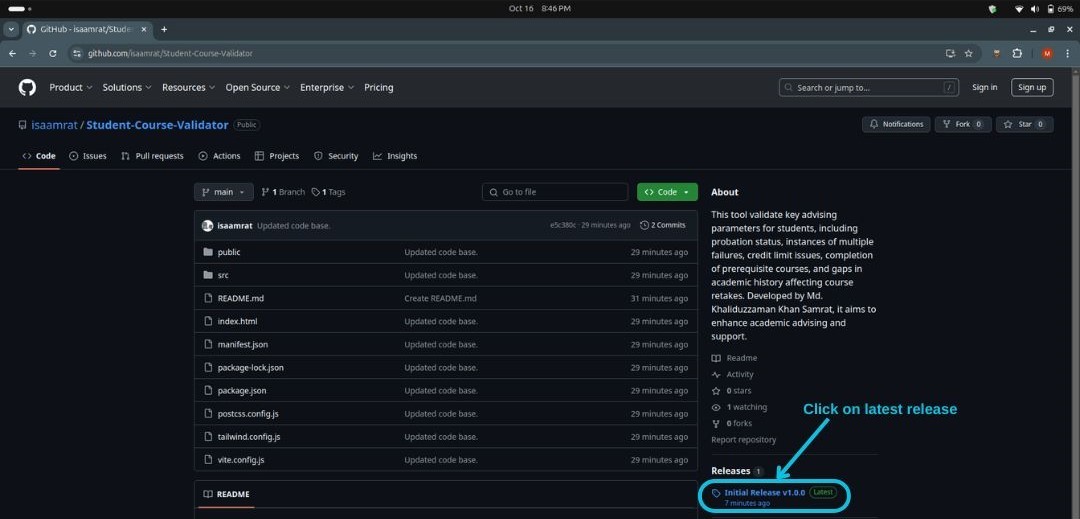 Oct 16 8:46 PM
69%
GitHub - isaamrat/Stude
M
github.com/isaamrat/Student-Course-Validator
Product Solutions Resources Open Source Enterprise Pricing
Search or jump to... /
Sign in Sign up
isaamrat / Student-Course-Validator Public
Notifications Fork 0 Star 0
Code Issues Pull requests Actions Projects Security Insights
main 1 Branch 1 Tags
Go to file
Code
isaamrat Updated code base. e5c380c · 29 minutes ago 2 Commits
public Updated code base. 29 minutes ago
src Updated code base. 29 minutes ago
README.md Create README.md 31 minutes ago
index.html Updated code base. 29 minutes ago
manifest.json Updated code base. 29 minutes ago
package-lock.json Updated code base. 29 minutes ago
package.json Updated code base. 29 minutes ago
postcss.config.js Updated code base. 29 minutes ago
tailwind.config.js Updated code base. 29 minutes ago
vite.config.js Updated code base. 29 minutes ago
README
About
This tool validate key advising
parameters for students, including
probation status, instances of multiple
failures, credit limit issues, completion
of prerequisite courses, and gaps in
academic history affecting course
retakes. Developed by Md.
Khaliduzzaman Khan Samrat, it aims to
enhance academic advising and
support.
Readme
Activity
0 stars
1 watching
0 forks
Report repository
Click on latest release
Releases 1
Initial Release v1.0.0 Latest
7 minutes ago